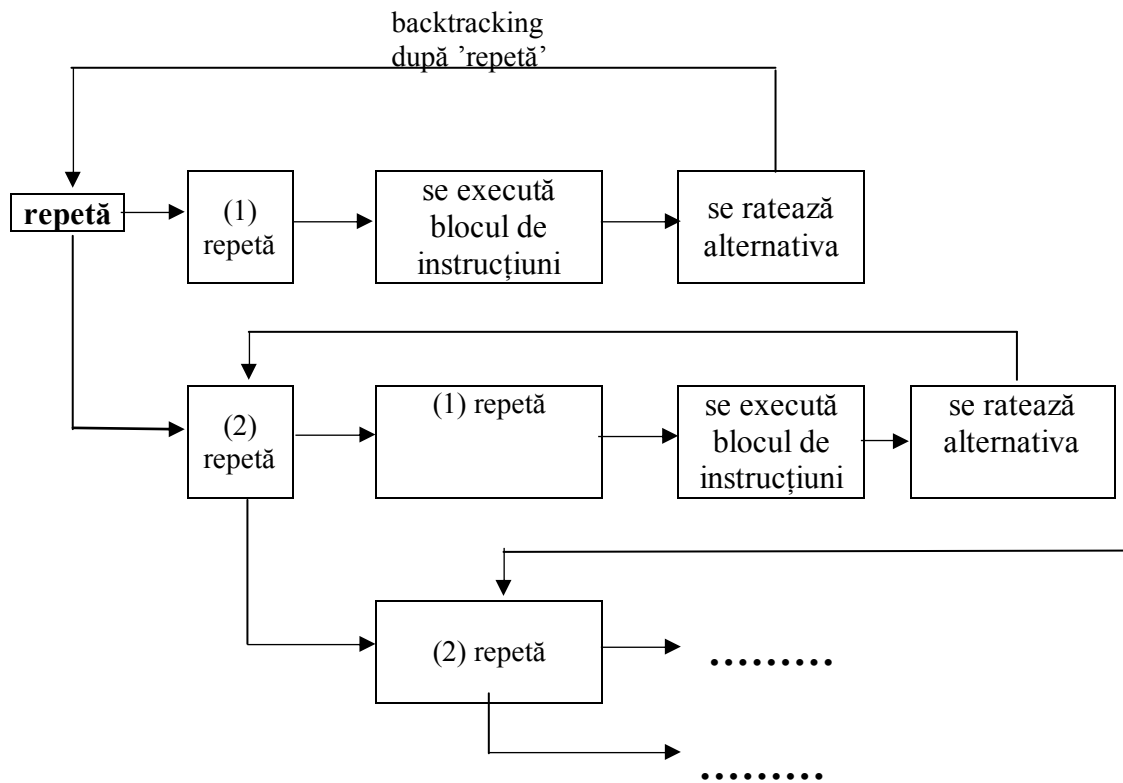 backtracking
după ’repetă’
repetă
(1)
repetă
se execută
blocul de
instrucțiuni
se ratează
alternativa
(2)
repetă
(1) repetă
se execută
blocul de
instrucțiuni
se ratează
alternativa
(2) repetă
.........
.........